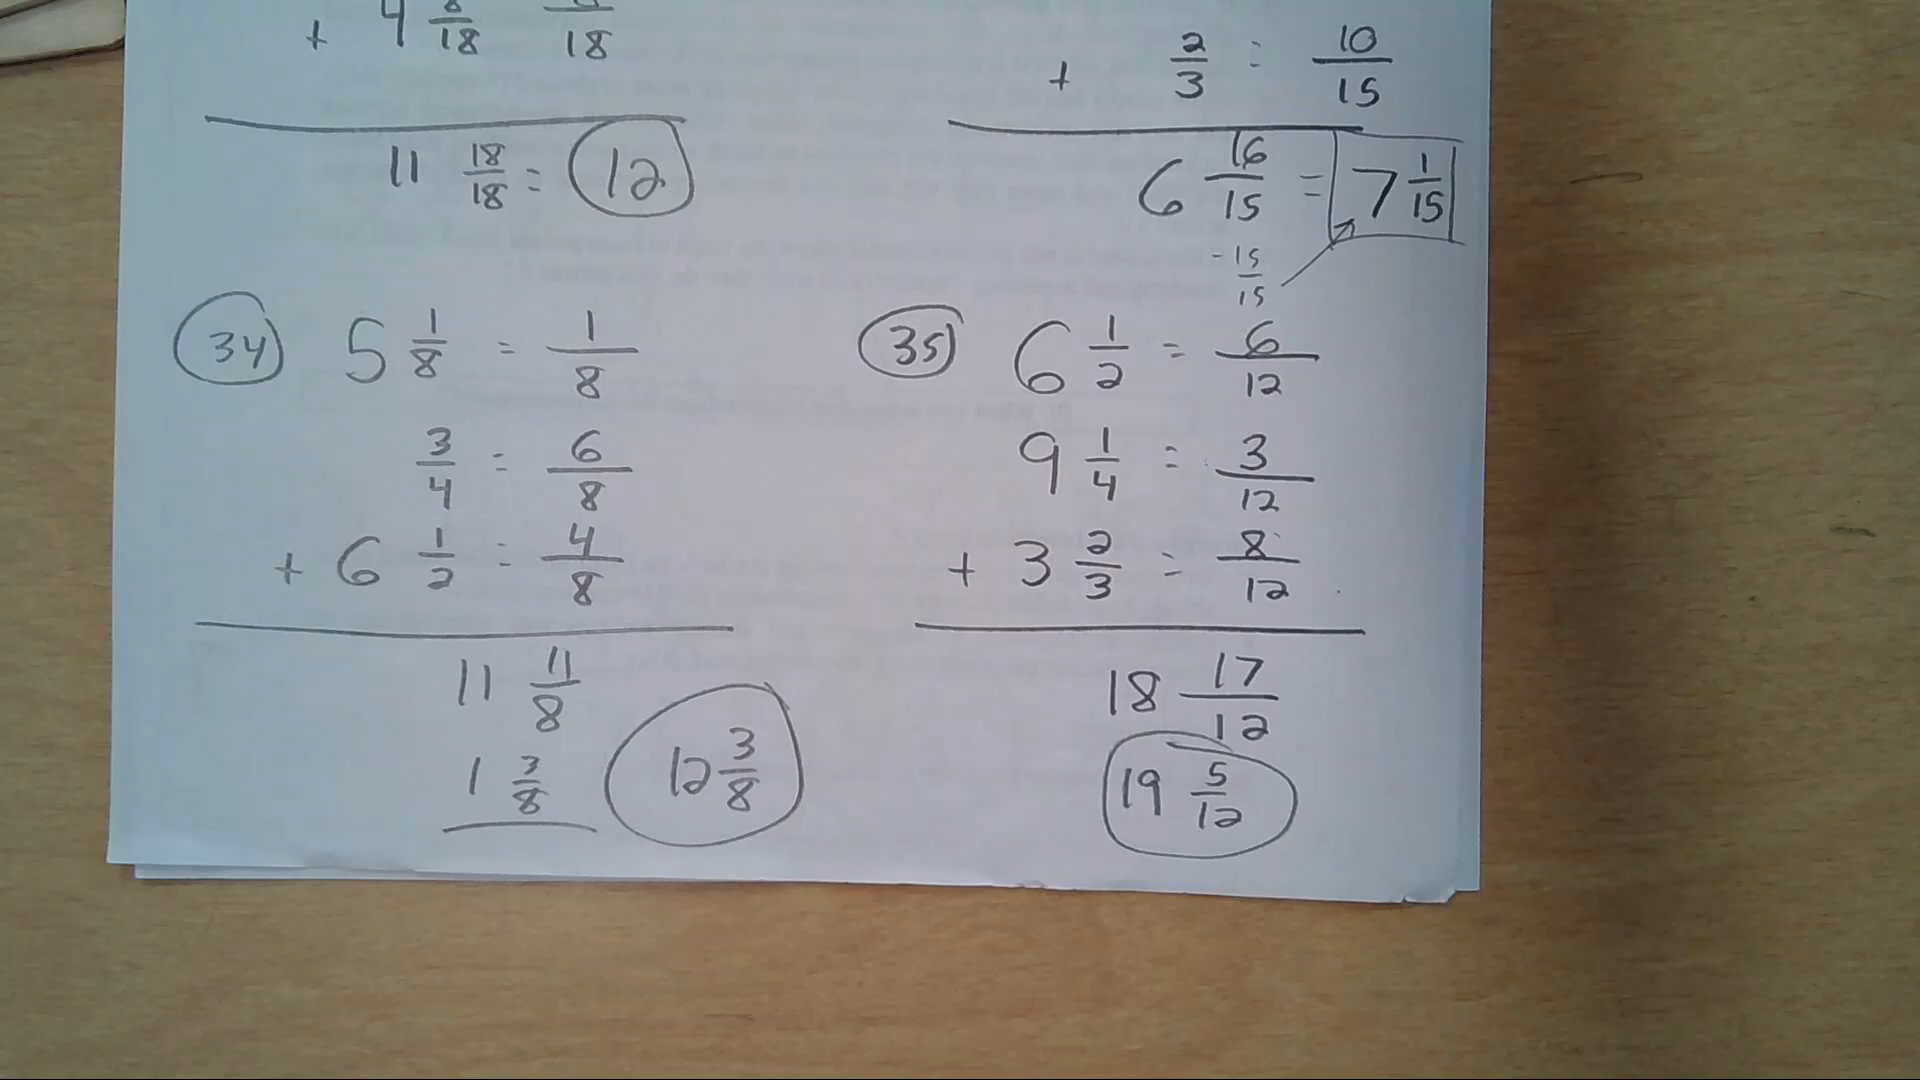 + 4 8/18 /18
11 18/18 = 12
+ 2/3 = 10/15
6 16/15 = 7 1/15
- 15/15
34
5 1/8 = 1/8
3/4 = 6/8
+ 6 1/2 = 4/8
11 11/8
1 3/8
12 3/8
35
6 1/2 = 6/12
9 1/4 = 3/12
+ 3 2/3 = 8/12
18 17/12
19 5/12